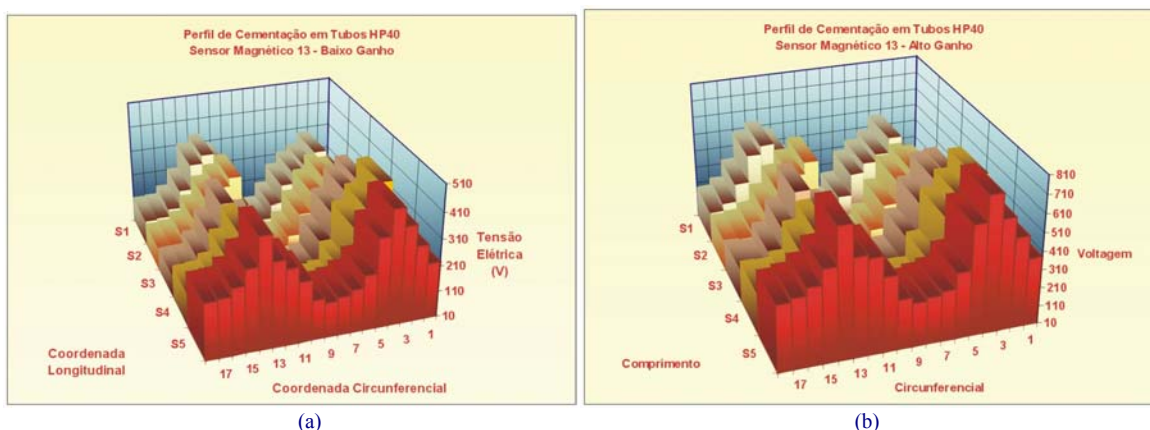 Perfil de Cementação em Tubos HP40
Sensor Magnético 13 - Baixo Ganho
510
410
310
210
110
10
Tensão
Elétrica
(V)
S1
S2
S3
S4
S5
17
15
13
11
9
7
5
3
1
Coordenada
Longitudinal
Coordenada Circunferencial
(a)
Perfil de Cementação em Tubos HP40
Sensor Magnético 13 - Alto Ganho
810
710
610
510
410
310
210
110
10
Voltagem
S1
S2
S3
S4
S5
17
15
13
11
9
7
5
3
1
Comprimento
Circunferencial
(b)